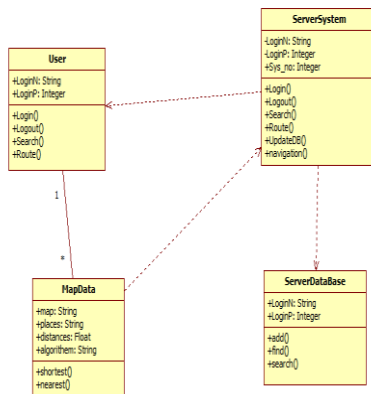 User
+LoginN: String
+LoginP: Integer
+Login()
+Logout()
+Search()
+Route()
ServerSystem
-LoginN: String
-LoginP: Integer
+Sys_no: Integer
+Login()
+Logout()
+Search()
+Route()
+UpdateDB()
+navigation()
1
*
MapData
+map: String
+places: String
+distances: Float
+algorithem: String
+shortest()
+nearest()
ServerDataBase
+LoginN: String
+LoginP: Integer
+add()
+find()
+search()